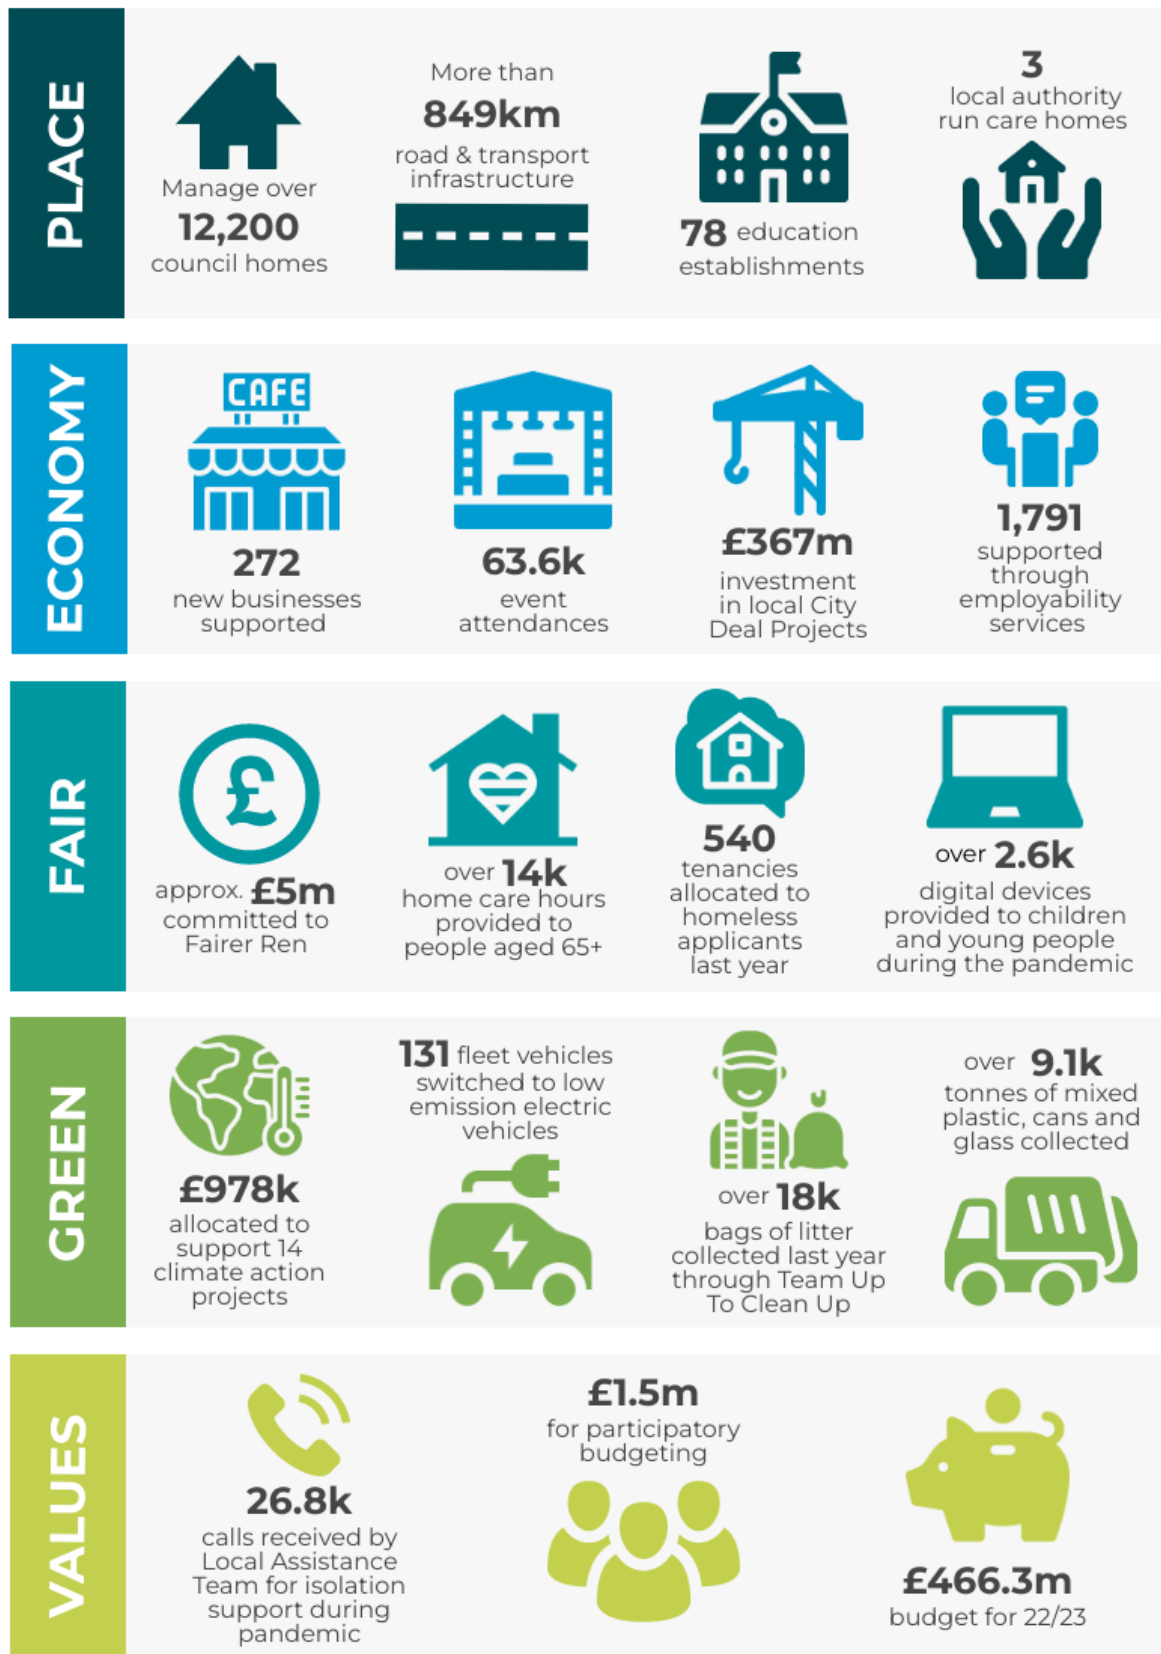 PLACE
Manage over
12,200
council homes
More than
849km
road & transport
infrastructure
78 education
establishments
3
local authority
run care homes
ECONOMY
CAFE
272
new businesses
supported
63.6k
event
attendances
£367m
investment
in local City
Deal Projects
1,791
supported
through
employability
services
FAIR
£
approx. £5m
committed to
Fairer Ren
over 14k
home care hours
provided to
people aged 65+
540
tenancies
allocated to
homeless
applicants
last year
over 2.6k
digital devices
provided to children
and young people
during the pandemic
GREEN
£978k
allocated to
support 14
climate action
projects
131 fleet vehicles
switched to low
emission electric
vehicles
over 18k
bags of litter
collected last year
through Team Up
To Clean Up
over 9.1k
tonnes of mixed
plastic, cans and
glass collected
VALUES
26.8k
calls received by
Local Assistance
Team for isolation
support during
pandemic
£1.5m
for participatory
budgeting
£466.3m
budget for 22/23